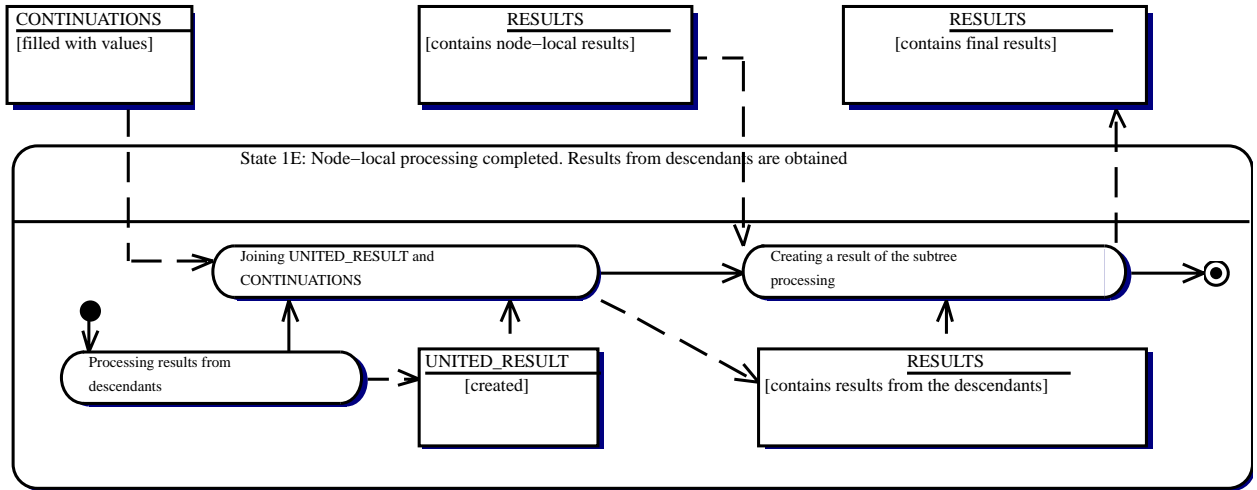 CONTINUATIONS
[filled with values]
RESULTS
[contains node−local results]
RESULTS
[contains final results]
State 1E: Node−local processing completed. Results from descendants are obtained
Joining UNITED_RESULT and
CONTINUATIONS
Creating a result of the subtree
processing
Processing results from
descendants
UNITED_RESULT
[created]
RESULTS
[contains results from the descendants]